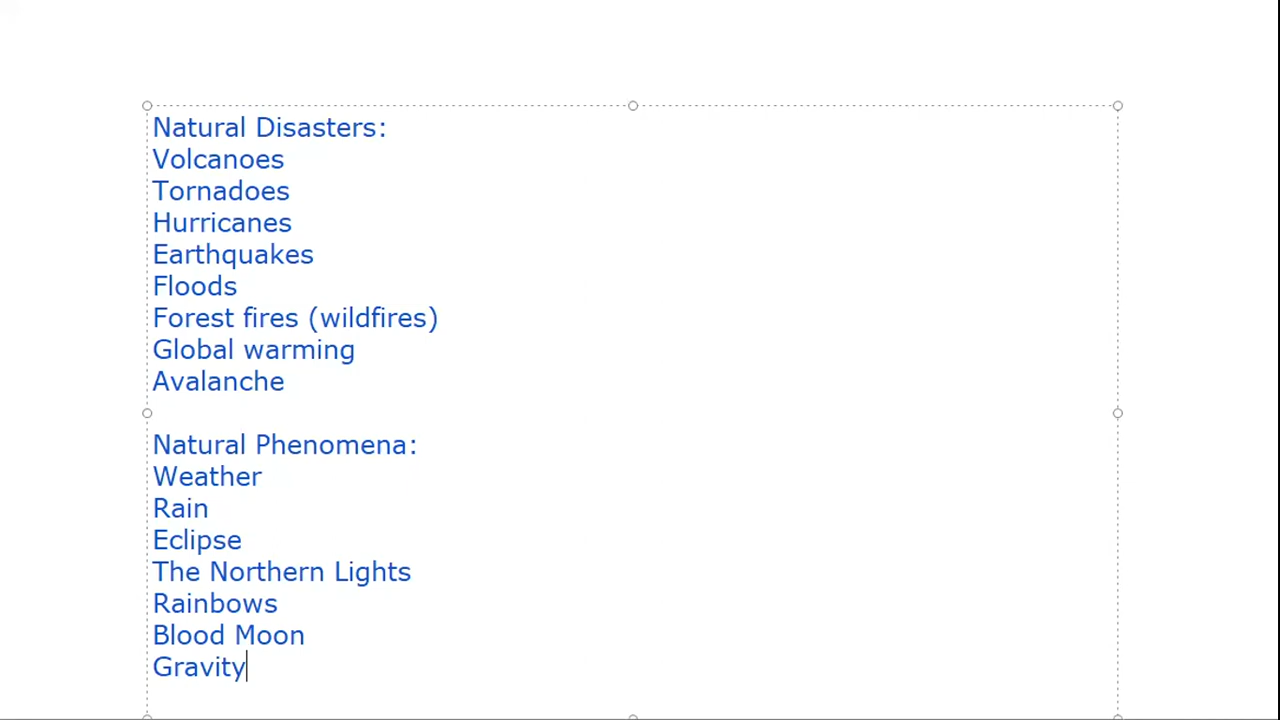 Natural Disasters:
Volcanoes
Tornadoes
Hurricanes
Earthquakes
Floods
Forest fires (wildfires)
Global warming
Avalanche
Natural Phenomena:
Weather
Rain
Eclipse
The Northern Lights
Rainbows
Blood Moon
Gravity